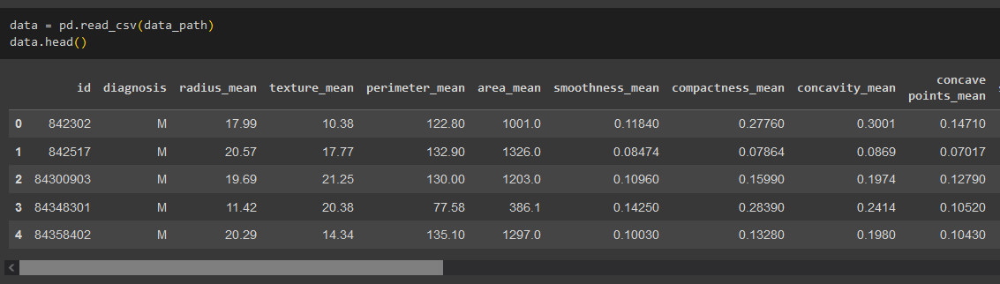 data = pd.read_csv(data_path)
data.head()
id diagnosis radius_mean texture_mean perimeter_mean area_mean smoothness_mean compactness_mean concavity_mean concave points_mean
0 842302 M 17.99 10.38 122.80 1001.0 0.11840 0.27760 0.3001 0.14710
1 842517 M 20.57 17.77 132.90 1326.0 0.08474 0.07864 0.0869 0.07017
2 84300903 M 19.69 21.25 130.00 1203.0 0.10960 0.15990 0.1974 0.12790
3 84348301 M 11.42 20.38 77.58 386.1 0.14250 0.28390 0.2414 0.10520
4 84358402 M 20.29 14.34 135.10 1297.0 0.10030 0.13280 0.1980 0.10430